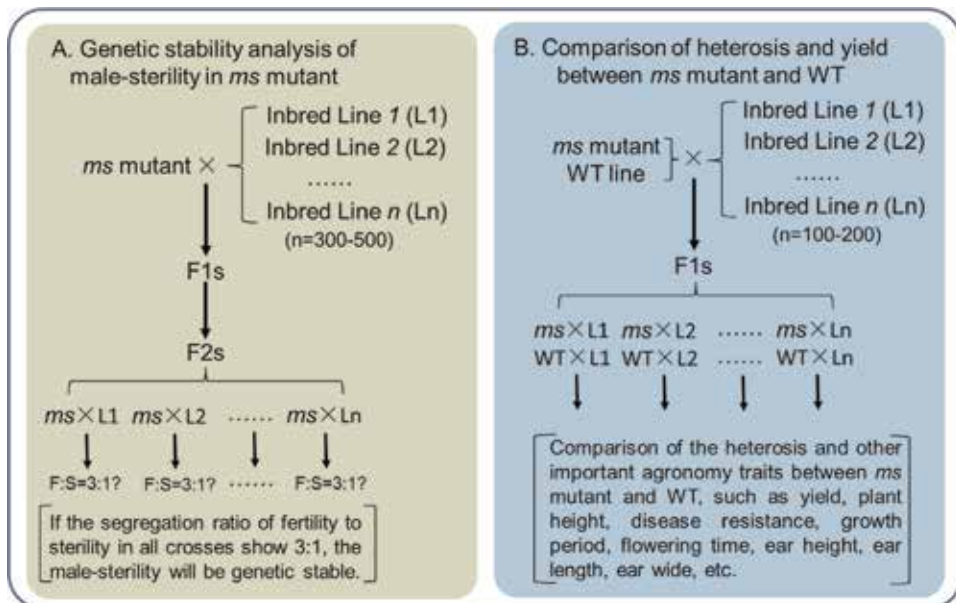 A. Genetic stability analysis of
male-sterility in ms mutant
Inbred Line 1 (L1)
Inbred Line 2 (L2)
ms mutant ×
......
Inbred Line n (Ln)
(n=300-500)
F1s
F2s
ms×L1 ms×L2 ...... ms×Ln
F:S=3:1? F:S=3:1? ...... F:S=3:1?
If the segregation ratio of fertility to
sterility in all crosses show 3:1, the
male-sterility will be genetic stable.
B. Comparison of heterosis and yield
between ms mutant and WT
Inbred Line 1 (L1)
Inbred Line 2 (L2)
ms mutant
WT line
×
......
Inbred Line n (Ln)
(n=100-200)
F1s
ms×L1 ms×L2 ...... ms×Ln
WT×L1 WT×L2 ...... WT×Ln
Comparison of the heterosis and other
important agronomy traits between ms
mutant and WT, such as yield, plant
height, disease resistance, growth
period, flowering time, ear height, ear
length, ear wide, etc.